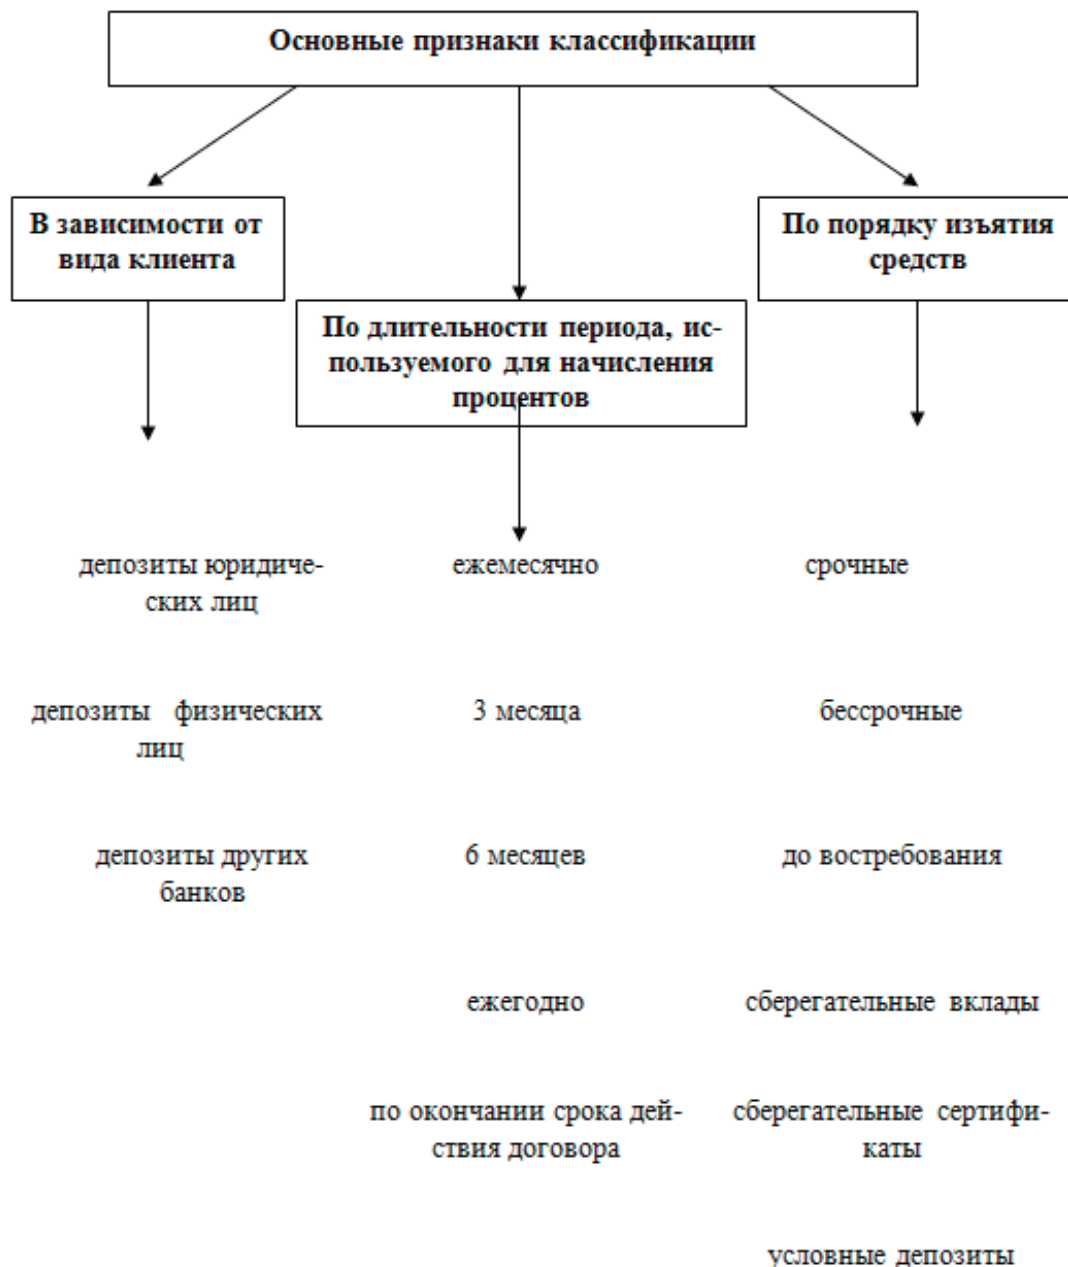 Основные признаки классификации
В зависимости от
вида клиента
По порядку изъятия
средств
По длительности периода, ис-
пользуемого для начисления
процентов
депозиты юридиче-
ских лиц
ежемесячно
срочные
депозиты физических
лиц
3 месяца
бессрочные
депозиты других
банков
6 месяцев
до востребования
ежегодно
сберегательные вклады
по окончании срока дей-
ствия договора
сберегательные сертифи-
каты
условные депозиты